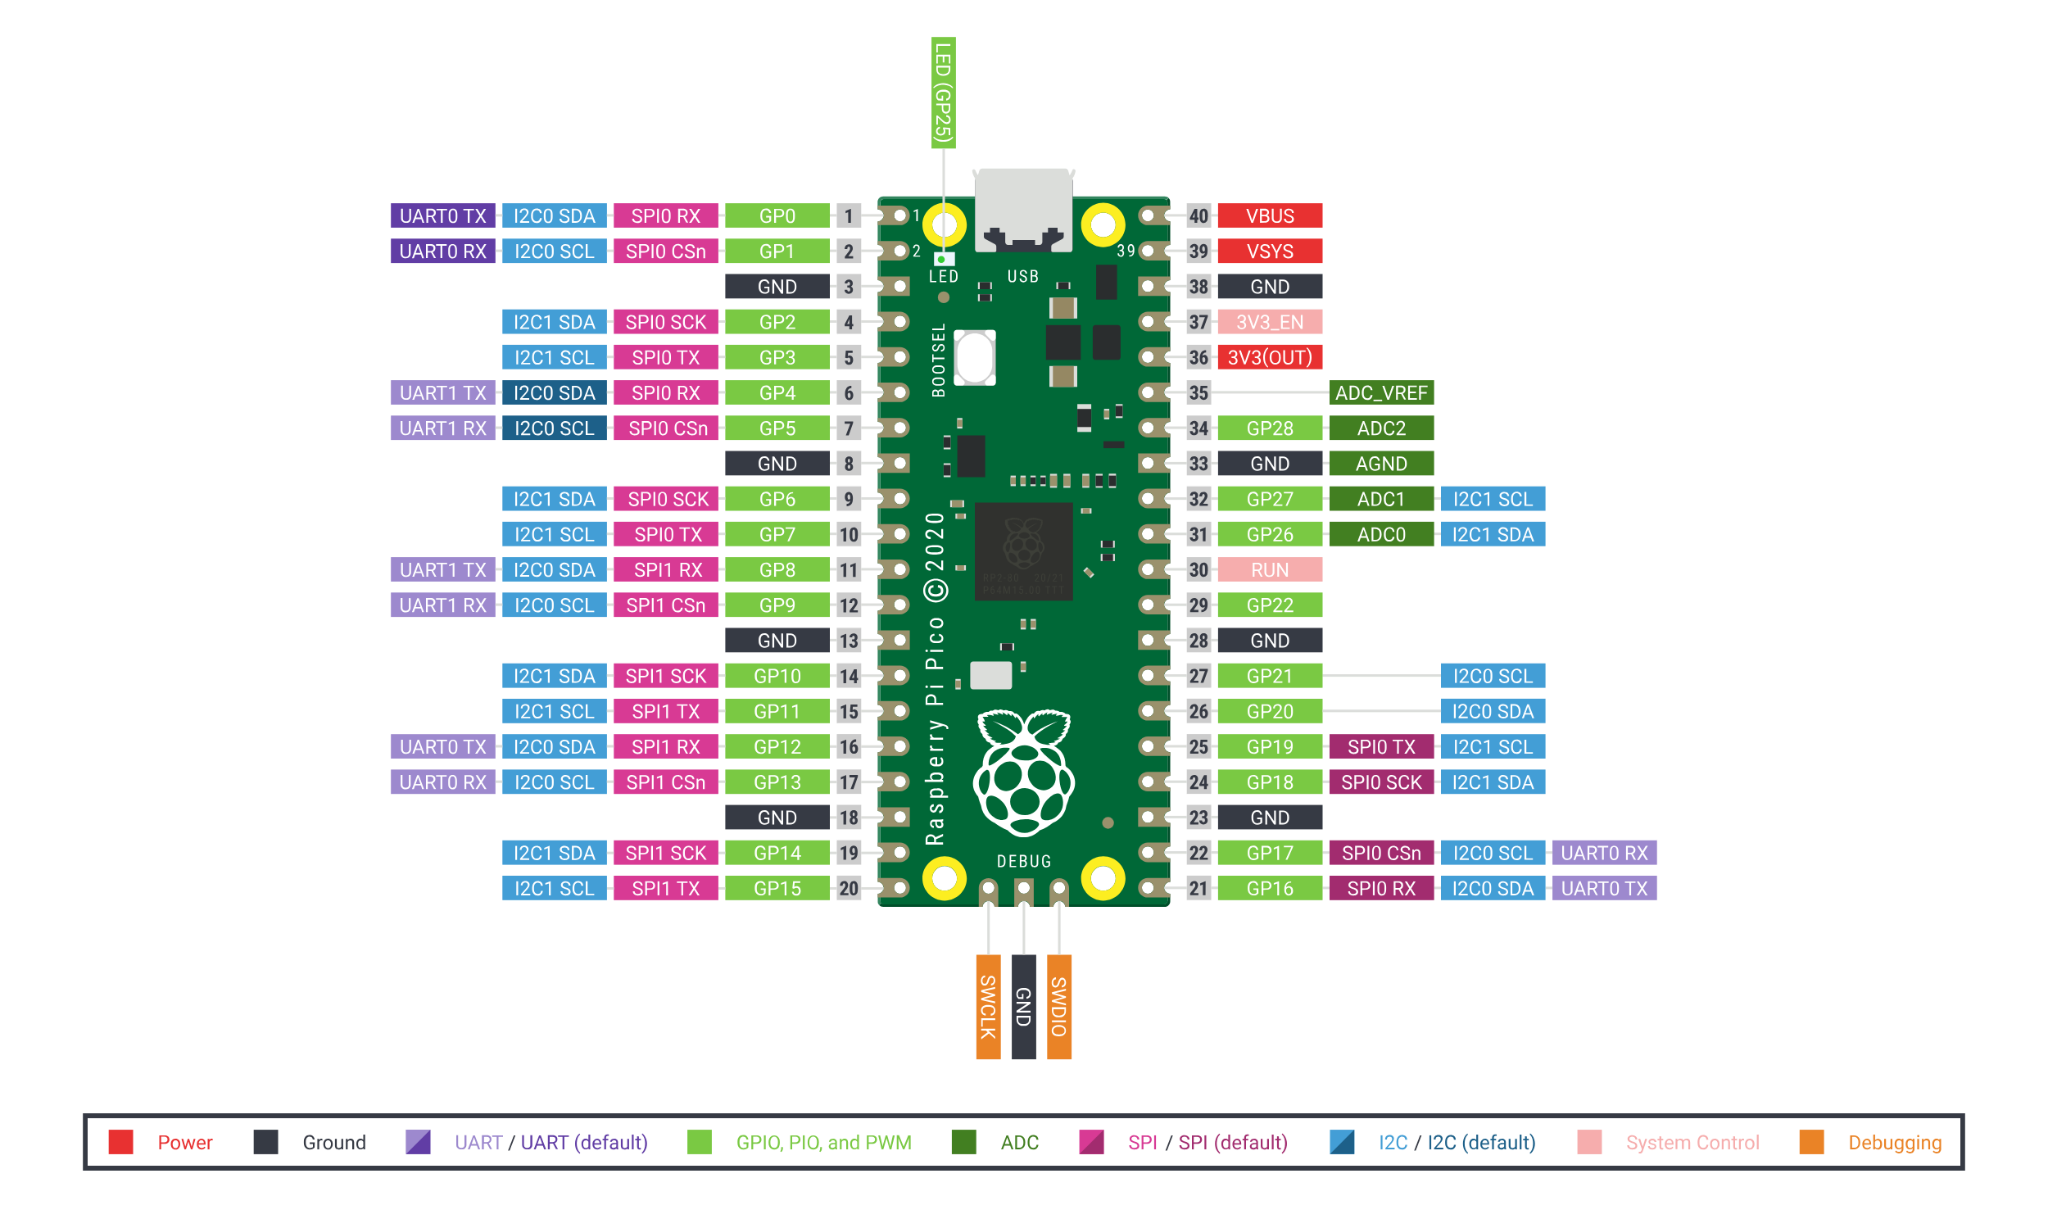 LED (GP25)
UART0 TX I2C0 SDA SPI0 RX GP0 1 1 40 VBUS
UART0 RX I2C0 SCL SPI0 CSn GP1 2 2 39 39 VSYS
LED USB
GND 3 38 GND
I2C1 SDA SPI0 SCK GP2 4 37 3V3_EN
I2C1 SCL SPI0 TX GP3 5 36 3V3(OUT)
BOOTSEL
UART1 TX I2C0 SDA SPI0 RX GP4 6 35 ADC_VREF
UART1 RX I2C0 SCL SPI0 CSn GP5 7 34 GP28 ADC2
GND 8 33 GND AGND
I2C1 SDA SPI0 SCK GP6 9 32 GP27 ADC1 I2C1 SCL
I2C1 SCL SPI0 TX GP7 10 31 GP26 ADC0 I2C1 SDA
UART1 TX I2C0 SDA SPI1 RX GP8 11 30 RUN
UART1 RX I2C0 SCL SPI1 CSn GP9 12 29 GP22
GND 13 28 GND
I2C1 SDA SPI1 SCK GP10 14 27 GP21 I2C0 SCL
I2C1 SCL SPI1 TX GP11 15 26 GP20 I2C0 SDA
UART0 TX I2C0 SDA SPI1 RX GP12 16 25 GP19 SPI0 TX I2C1 SCL
UART0 RX I2C0 SCL SPI1 CSn GP13 17 24 GP18 SPI0 SCK I2C1 SDA
GND 18 23 GND
Raspberry Pi Pico ©2020
I2C1 SDA SPI1 SCK GP14 19 22 GP17 SPI0 CSn I2C0 SCL UART0 RX
DEBUG
I2C1 SCL SPI1 TX GP15 20 21 GP16 SPI0 RX I2C0 SDA UART0 TX
SWCLK
GND
SWDIO
Power Ground UART / UART (default) GPIO, PIO, and PWM ADC SPI / SPI (default) I2C / I2C (default) System Control Debugging